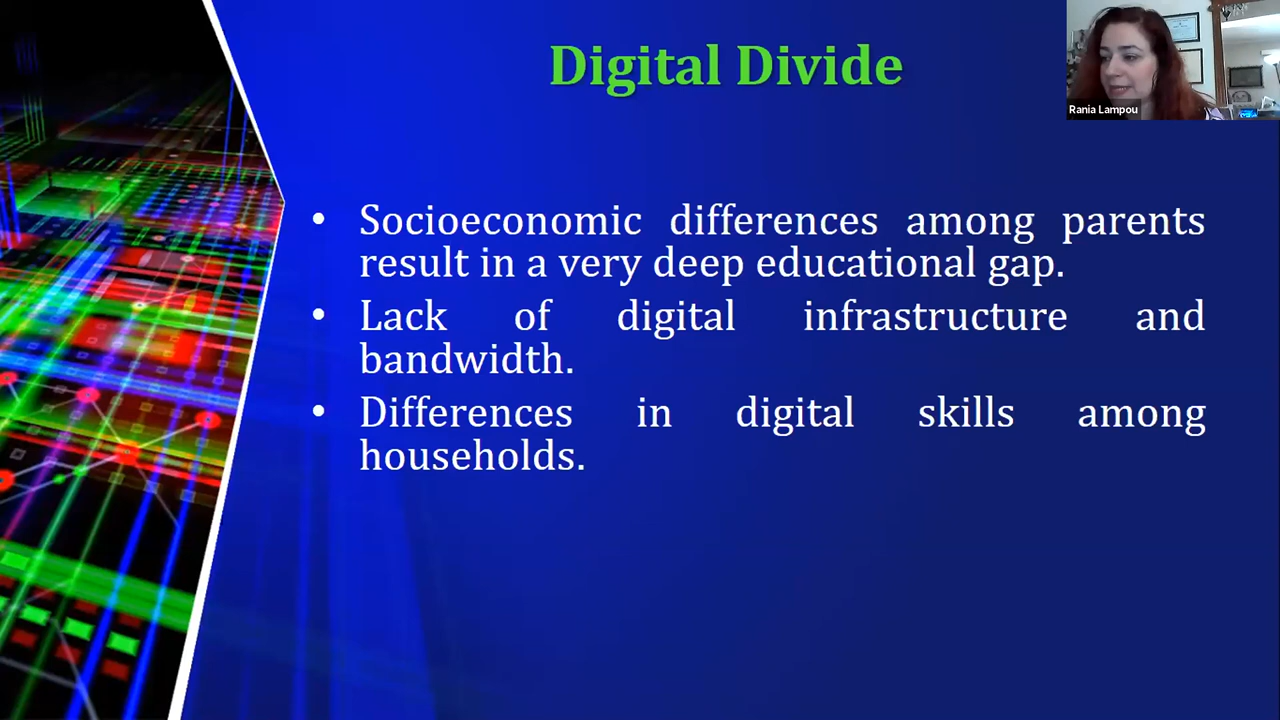 Digital Divide
Rania Lampou
• Socioeconomic differences among parents
result in a very deep educational gap.
• Lack of digital infrastructure and
bandwidth.
• Differences in digital skills among
households.